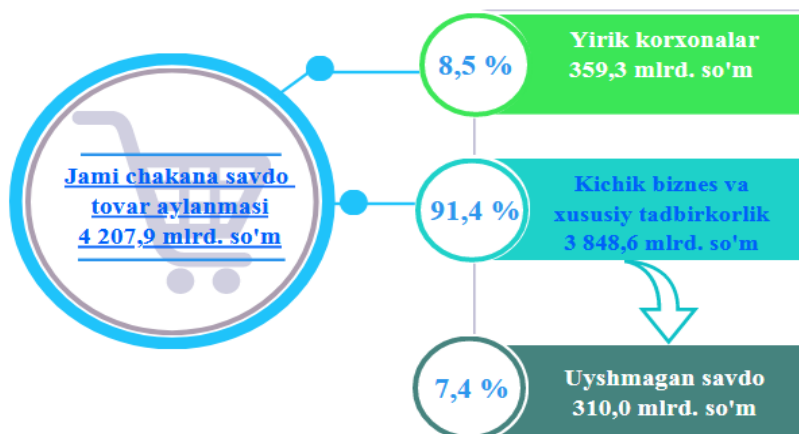 Jami chakana savdo
tovar aylanmasi
4 207,9 mlrd. so'm
8,5 %
Yirik korxonalar
359,3 mlrd. so'm
91,4 %
Kichik biznes va
xususiy tadbirkorlik
3 848,6 mlrd. so'm
7,4 %
Uyshmagan savdo
310,0 mlrd. so'm